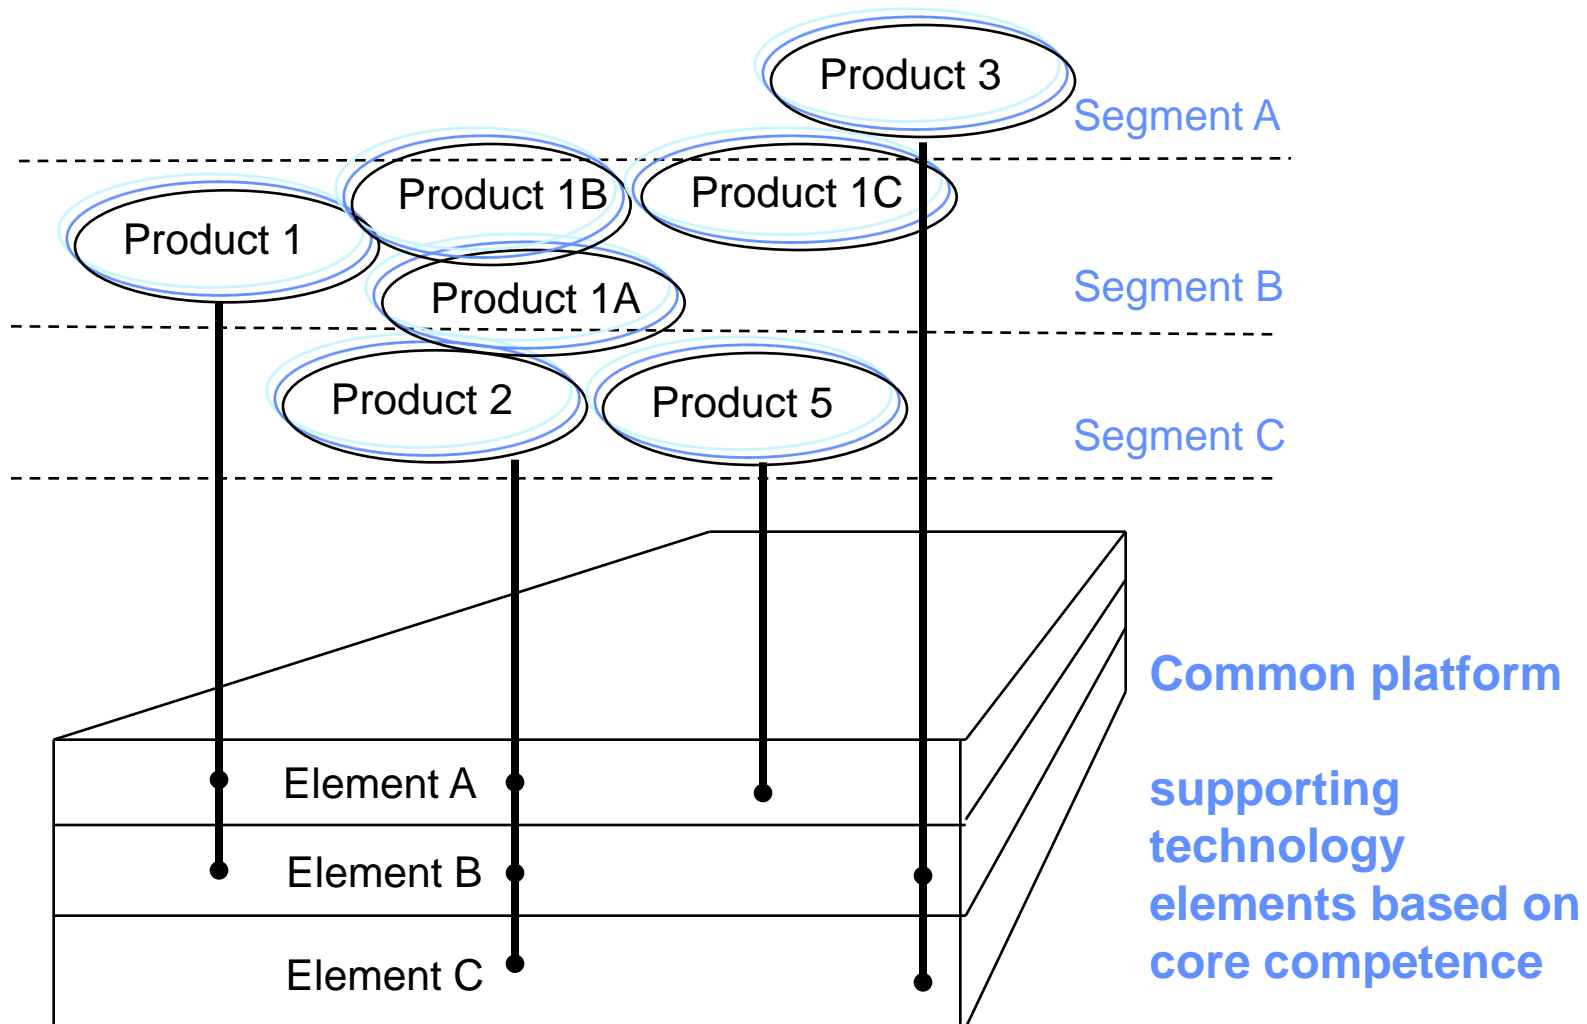 Product 3
Segment A
Product 1B
Product 1C
Product 1
Segment B
Product 1A
Product 2
Product 5
Segment C
Common platform
Element A
supporting
technology
Element B
elements based on
core competence
Element C